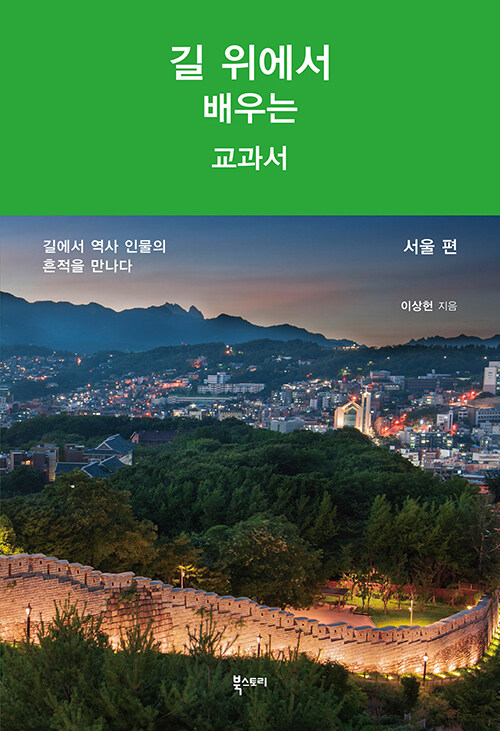 길 위에서
배우는
교과서
길에서 역사 인물의
흔적을 만나다
서울 편
이상헌 지음
북스토리